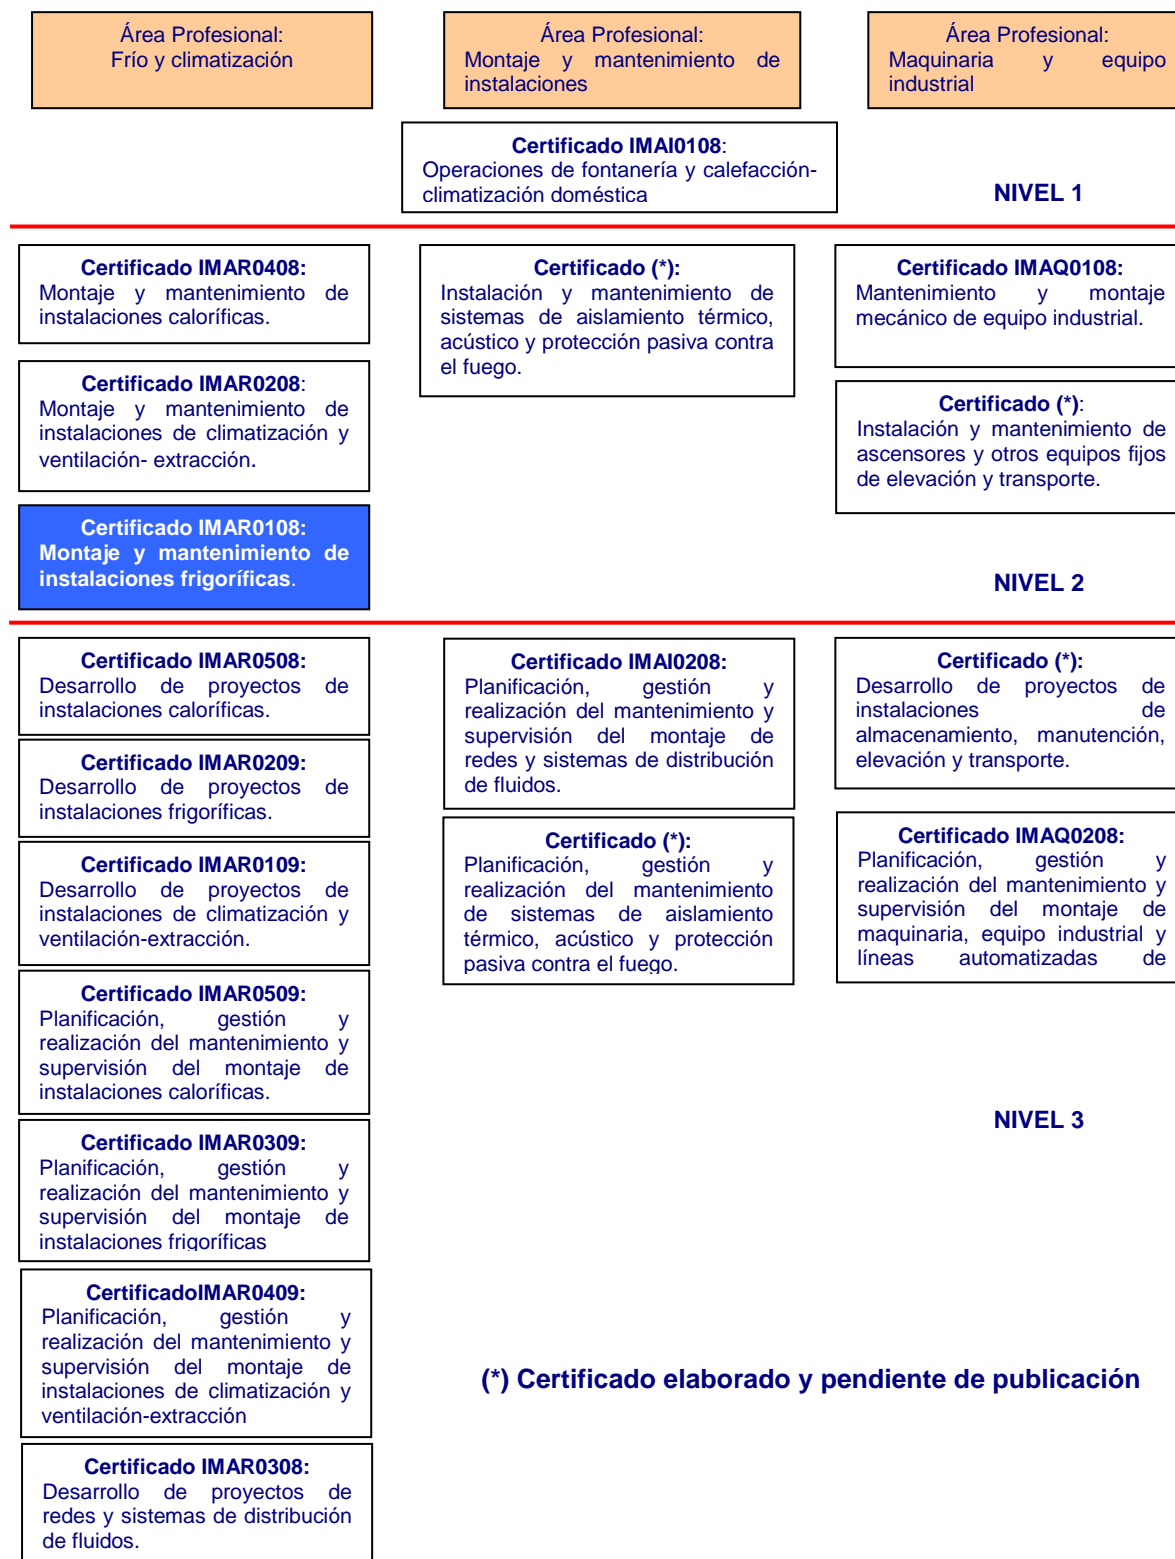 Área Profesional:
Frío y climatización
Área Profesional:
Montaje y mantenimiento de
instalaciones
Área Profesional:
Maquinaria y equipo
industrial
Certificado IMAI0108:
Operaciones de fontanería y calefacción-
climatización doméstica
NIVEL 1
Certificado IMAR0408:
Montaje y mantenimiento de
instalaciones caloríficas.
Certificado IMAR0208:
Montaje y mantenimiento de
instalaciones de climatización y
ventilación- extracción.
Certificado IMAR0108:
Montaje y mantenimiento de
instalaciones frigoríficas.
Certificado (*):
Instalación y mantenimiento de
sistemas de aislamiento térmico,
acústico y protección pasiva contra
el fuego.
Certificado IMAQ0108:
Mantenimiento y montaje
mecánico de equipo industrial.
Certificado (*):
Instalación y mantenimiento de
ascensores y otros equipos fijos
de elevación y transporte.
NIVEL 2
Certificado IMAR0508:
Desarrollo de proyectos de
instalaciones caloríficas.
Certificado IMAR0209:
Desarrollo de proyectos de
instalaciones frigoríficas.
Certificado IMAR0109:
Desarrollo de proyectos de
instalaciones de climatización y
ventilación-extracción.
Certificado IMAR0509:
Planificación, gestión y
realización del mantenimiento y
supervisión del montaje de
instalaciones caloríficas.
Certificado IMAR0309:
Planificación, gestión y
realización del mantenimiento y
supervisión del montaje de
instalaciones frigoríficas
CertificadoIMAR0409:
Planificación, gestión y
realización del mantenimiento y
supervisión del montaje de
instalaciones de climatización y
ventilación-extracción
Certificado IMAR0308:
Desarrollo de proyectos de
redes y sistemas de distribución
de fluidos.
Certificado IMAI0208:
Planificación, gestión y
realización del mantenimiento y
supervisión del montaje de
redes y sistemas de distribución
de fluidos.
Certificado (*):
Planificación, gestión y
realización del mantenimiento
de sistemas de aislamiento
térmico, acústico y protección
pasiva contra el fuego.
Certificado (*):
Desarrollo de proyectos de
instalaciones de
almacenamiento, manutención,
elevación y transporte.
Certificado IMAQ0208:
Planificación, gestión y
realización del mantenimiento y
supervisión del montaje de
maquinaria, equipo industrial y
líneas automatizadas de
NIVEL 3
(*) Certificado elaborado y pendiente de publicación